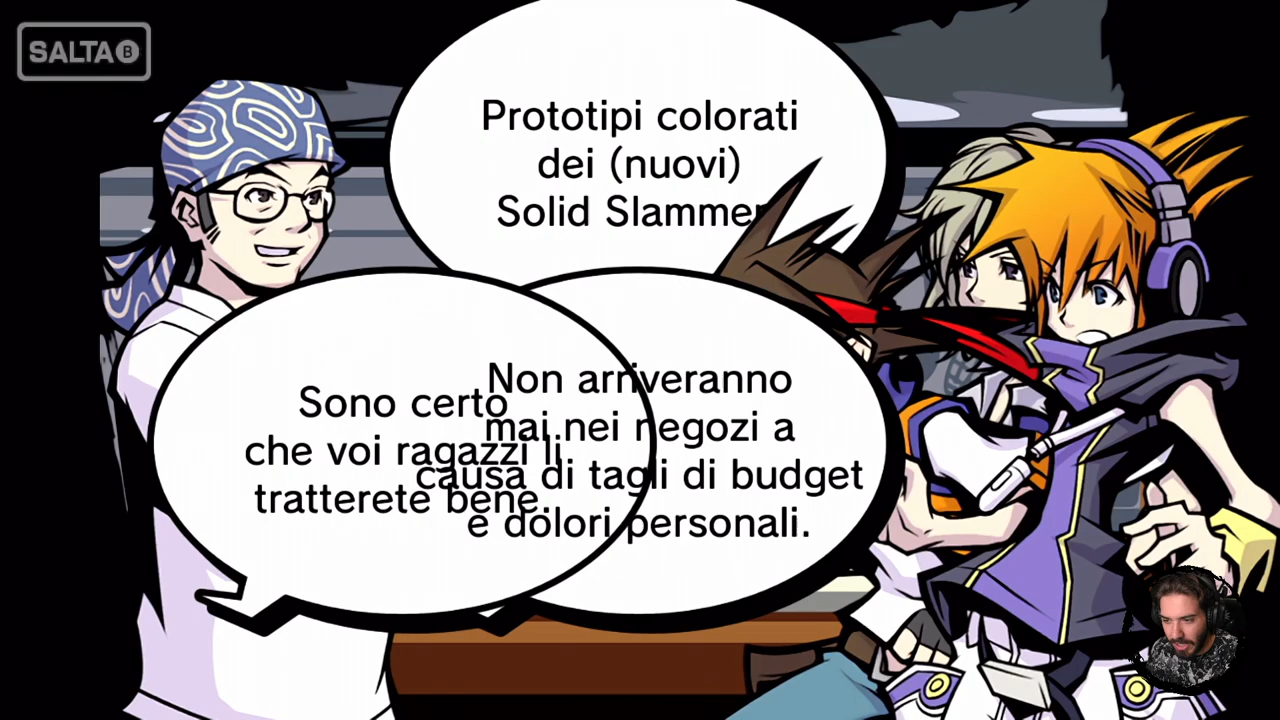 SALTA B
Prototipi colorati
dei (nuovi)
Solid Slammer
Non arriveranno
mai nei negozi a
causa di tagli di budget
e dolori personali.
Sono certo
che voi ragazzi li
tratterete bene.